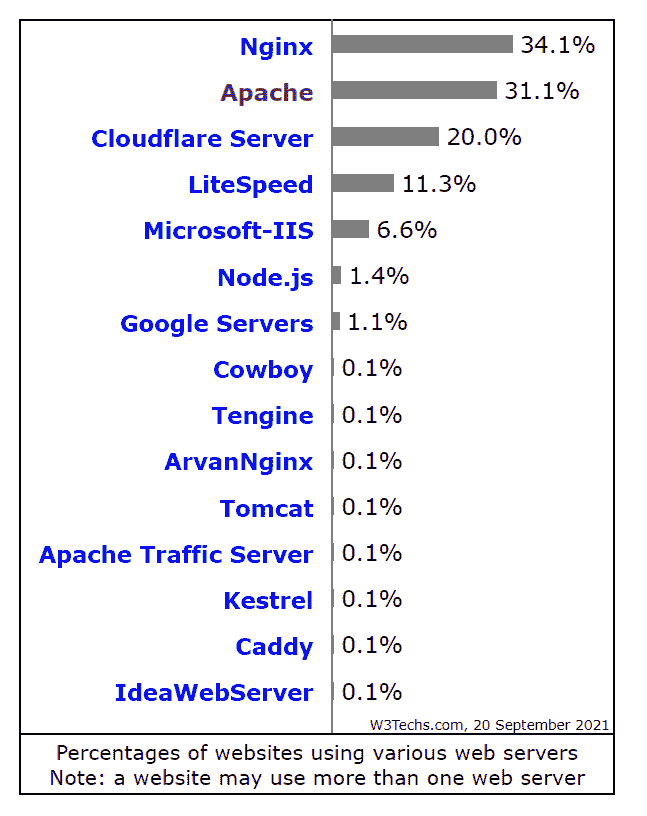 Nginx 34.1%
Apache 31.1%
Cloudflare Server 20.0%
LiteSpeed 11.3%
Microsoft-IIS 6.6%
Node.js 1.4%
Google Servers 1.1%
Cowboy 0.1%
Tengine 0.1%
ArvanNginx 0.1%
Tomcat 0.1%
Apache Traffic Server 0.1%
Kestrel 0.1%
Caddy 0.1%
IdeaWebServer 0.1%
W3Techs.com, 20 September 2021
Percentages of websites using various web servers
Note: a website may use more than one web server